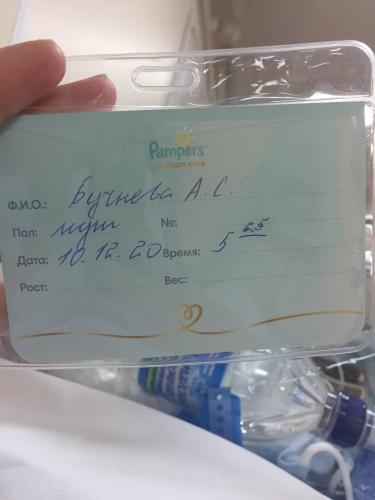 Pampers
premium care
Ф.И.О.: Бучнева А. С.
Пол: муж №:
Дата: 10.12.20 Время: 5 25
Рост: Вес: